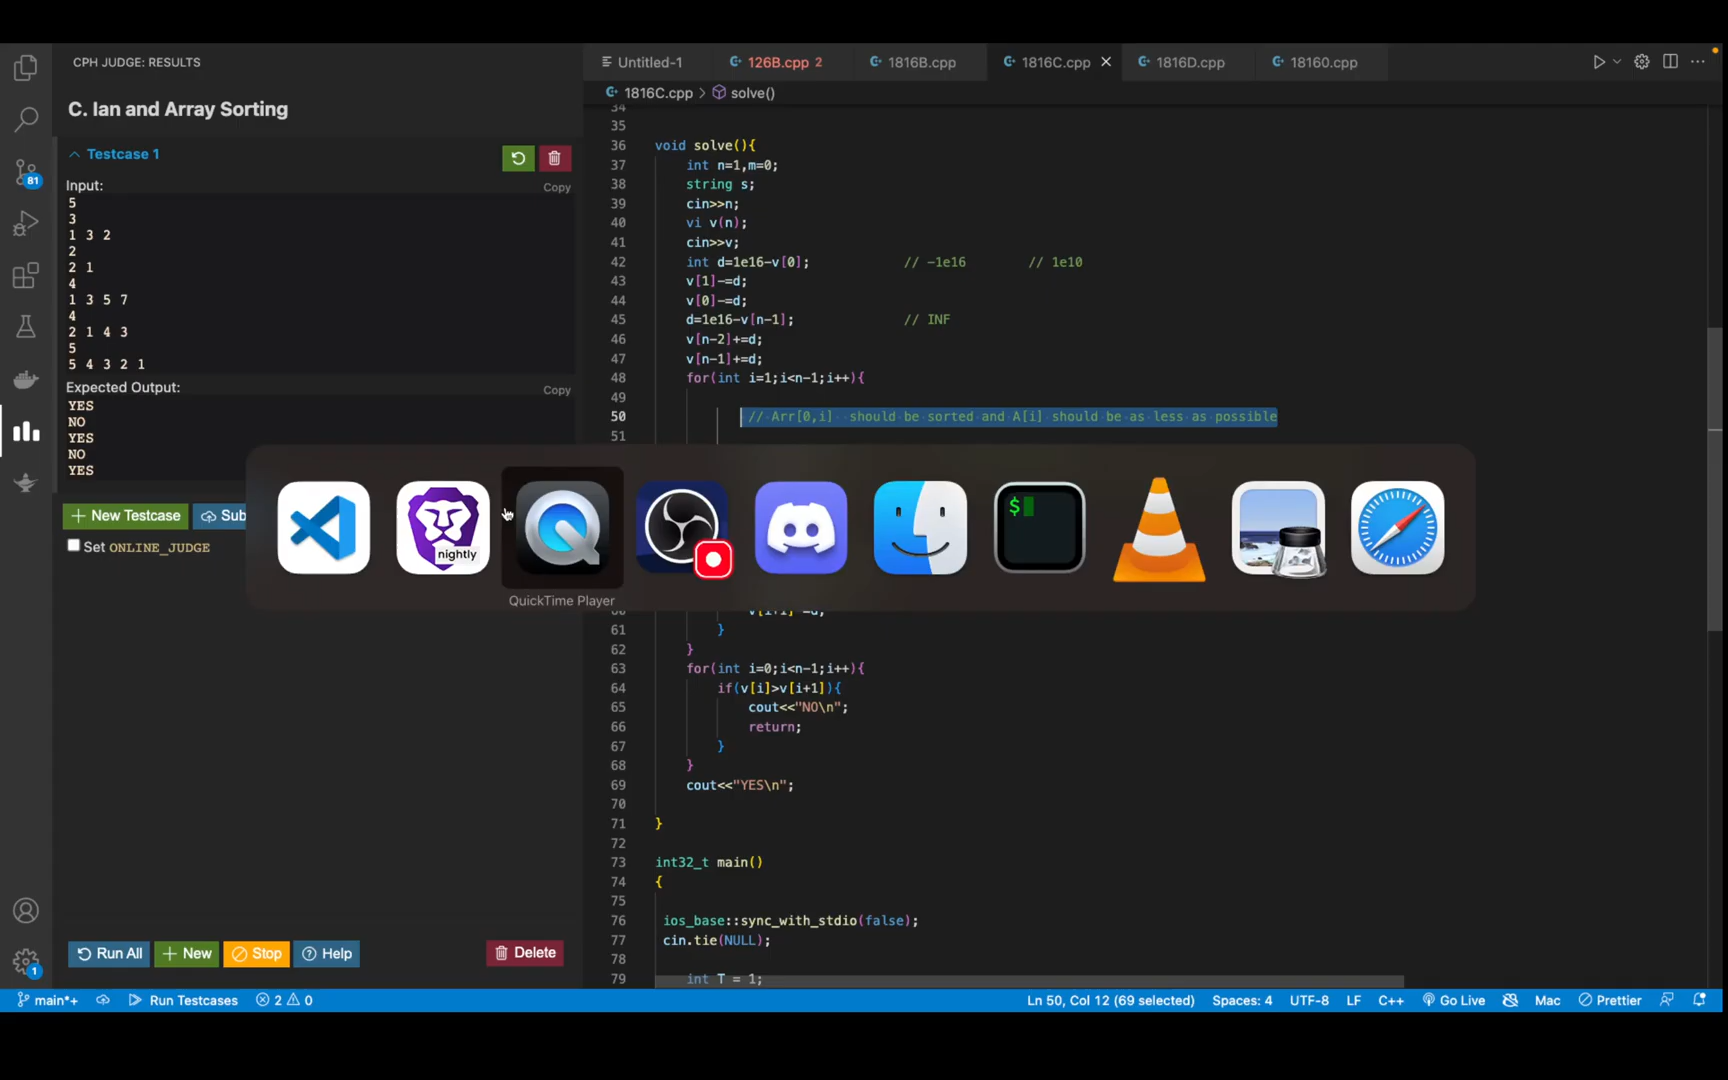 CPH JUDGE: RESULTS
C. Ian and Array Sorting
Testcase 1
Input:
Copy
5
3
1 3 2
2
2 1
4
1 3 5 7
4
2 1 4 3
5
5 4 3 2 1
Expected Output:
Copy
YES
NO
YES
NO
YES
New Testcase
Sub
Set ONLINE_JUDGE
Run All
New
Stop
Help
Delete
81
1
Untitled-1
126B.cpp 2
1816B.cpp
1816C.cpp
1816D.cpp
18160.cpp
1816C.cpp > solve()
34
35
36 void solve(){
37 int n=1,m=0;
38 string s;
39 cin>>n;
40 vi v(n);
41 cin>>v;
42 int d=1e16-v[0]; // -1e16 // 1e10
43 v[1]-=d;
44 v[0]-=d;
45 d=1e16-v[n-1]; // INF
46 v[n-2]+=d;
47 v[n-1]+=d;
48 for(int i=1;i<n-1;i++){
49
50 // Arr[0,i] should be sorted and A[i] should be as less as possible
51
nightly
$
QuickTime Player
61 }
62 }
63 for(int i=0;i<n-1;i++){
64 if(v[i]>v[i+1]){
65 cout<<"NO\n";
66 return;
67 }
68 }
69 cout<<"YES\n";
70
71 }
72
73 int32_t main()
74 {
75
76 ios_base::sync_with_stdio(false);
77 cin.tie(NULL);
78
79 int T = 1;
main*+
Run Testcases
2
0
Ln 50, Col 12 (69 selected)
Spaces: 4
UTF-8
LF
C++
Go Live
Mac
Prettier